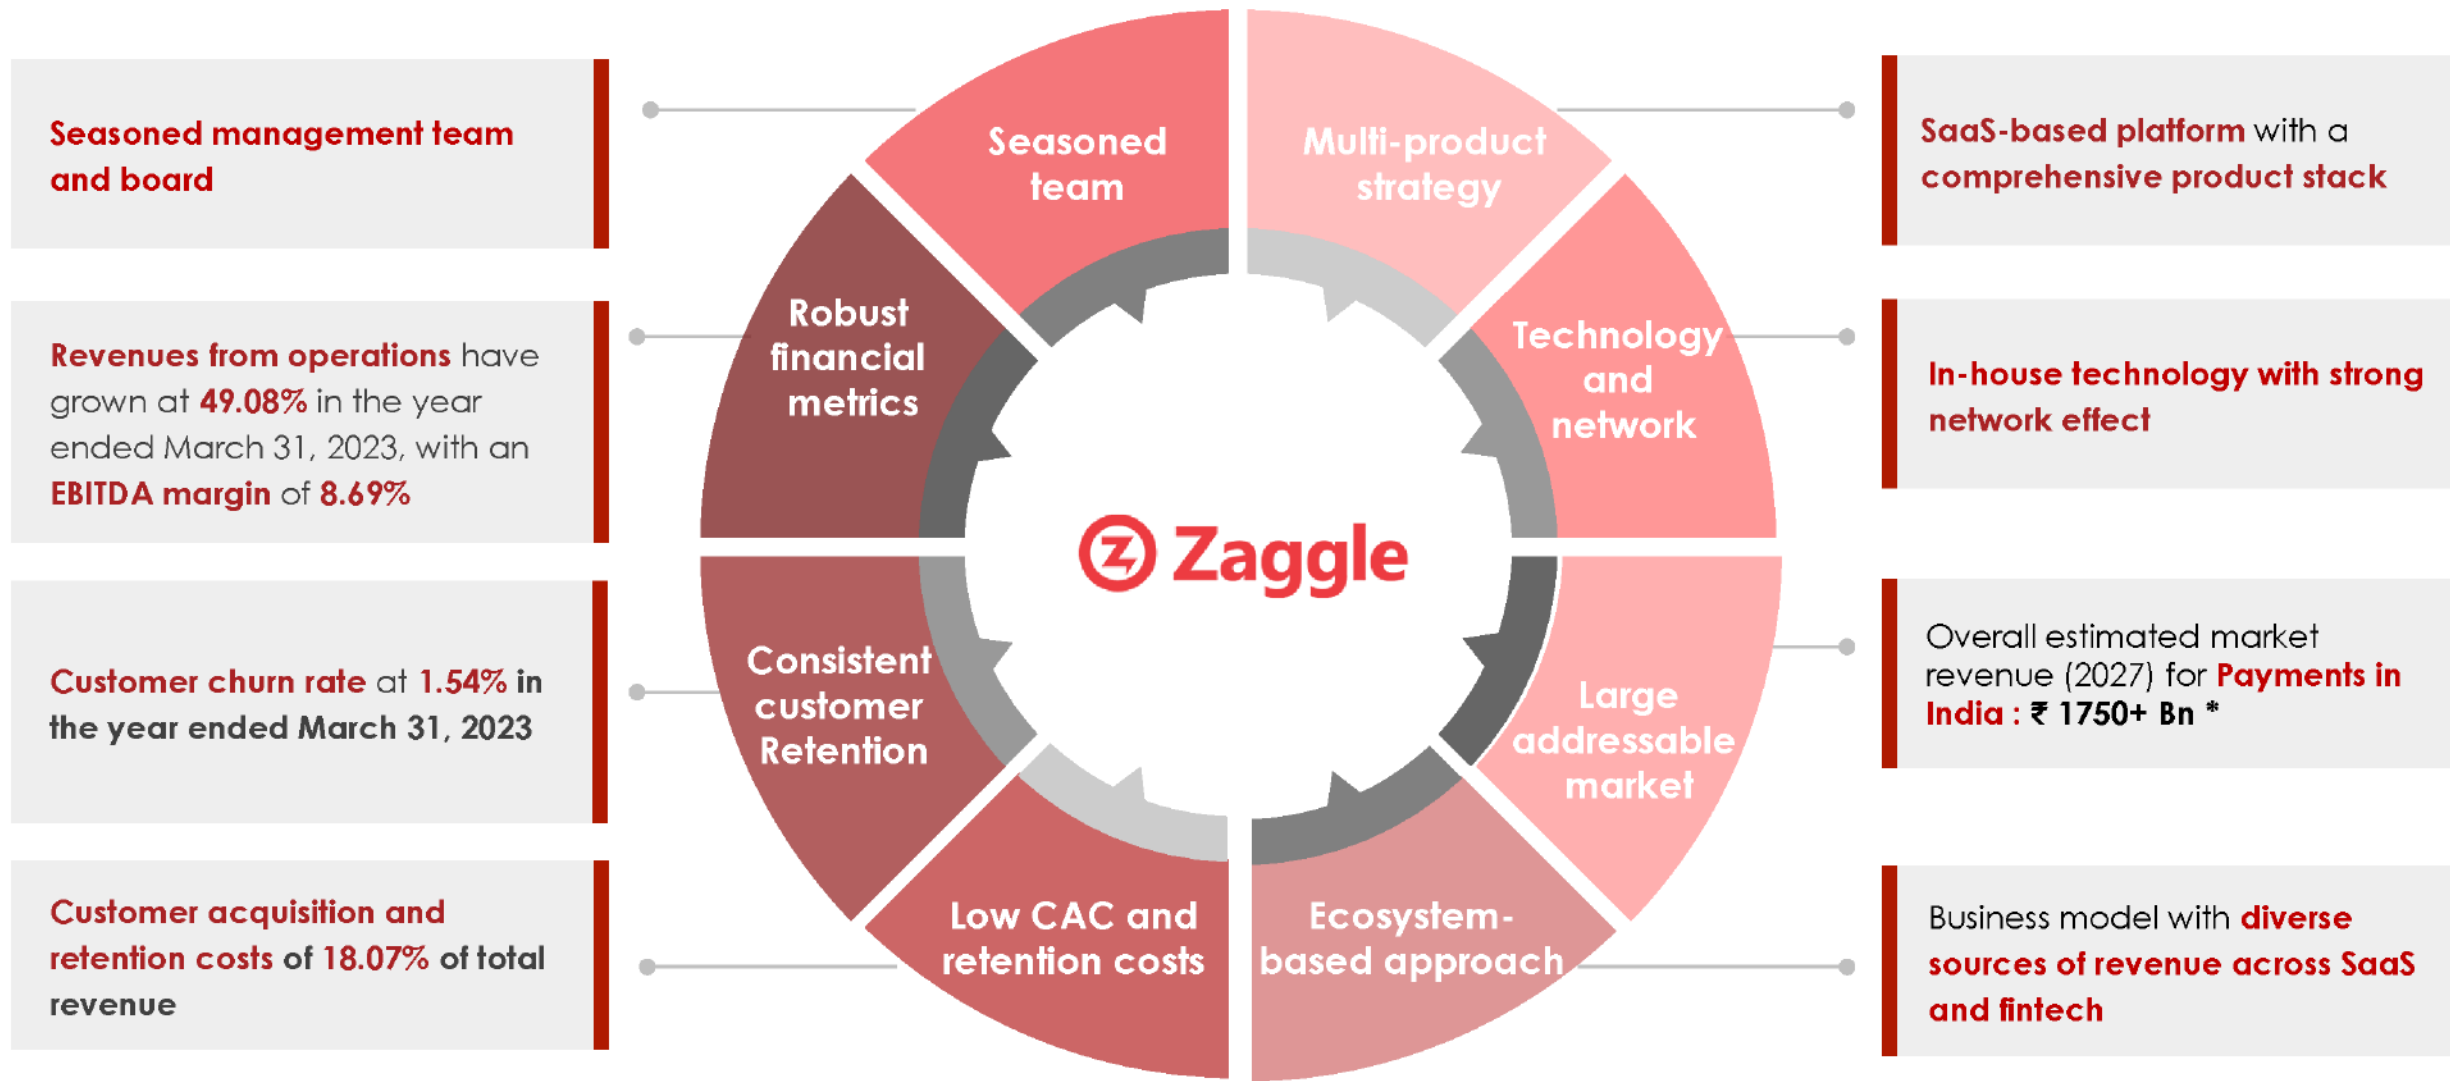 Seasoned management team
and board
Revenues from operations have
grown at 49.08% in the year
ended March 31, 2023, with an
EBITDA margin of 8.69%
Customer churn rate at 1.54% in
the year ended March 31, 2023
Customer acquisition and
retention costs of 18.07% of total
revenue
Seasoned
team
Multi-product
strategy
Robust
financial
metrics
Technology
and
network
Zaggle
Consistent
customer
Retention
Large
addressable
market
Low CAC and
retention costs
Ecosystem-
based approach
SaaS-based platform with a
comprehensive product stack
In-house technology with strong
network effect
Overall estimated market
revenue (2027) for Payments in
India : ₹ 1750+ Bn *
Business model with diverse
sources of revenue across SaaS
and fintech